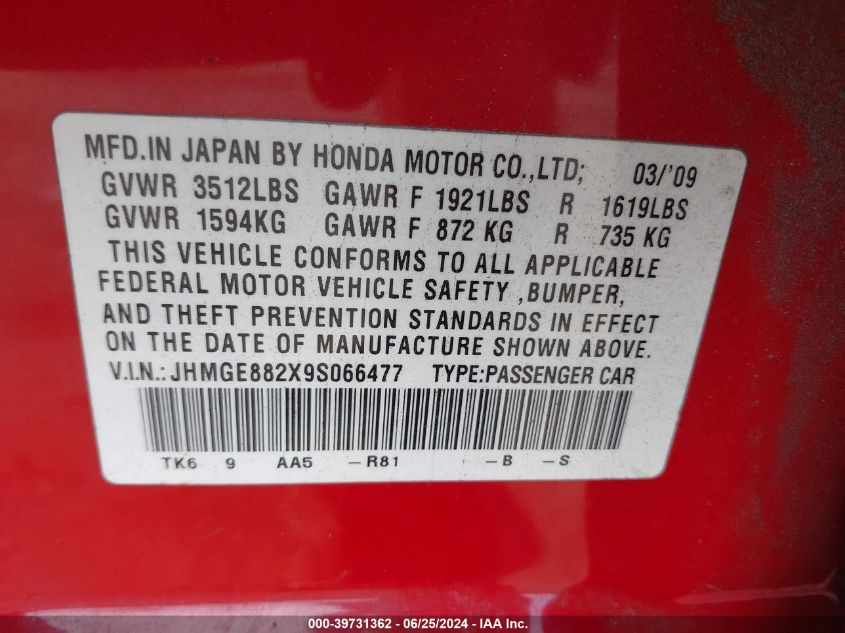 MFD.IN JAPAN BY HONDA MOTOR CO.,LTD; 03/'09
GVWR 3512LBS GAWR F 1921LBS R 1619LBS
GVWR 1594KG GAWR F 872 KG R 735 KG
THIS VEHICLE CONFORMS TO ALL APPLICABLE
FEDERAL MOTOR VEHICLE SAFETY ,BUMPER,
AND THEFT PREVENTION STANDARDS IN EFFECT
ON THE DATE OF MANUFACTURE SHOWN ABOVE.
V.I.N.: JHMGE882X9S066477 TYPE:PASSENGER CAR
TK6 9 AA5 -R81 -B -S
000-39731362 / 06/25/2024 - IAA Inc.